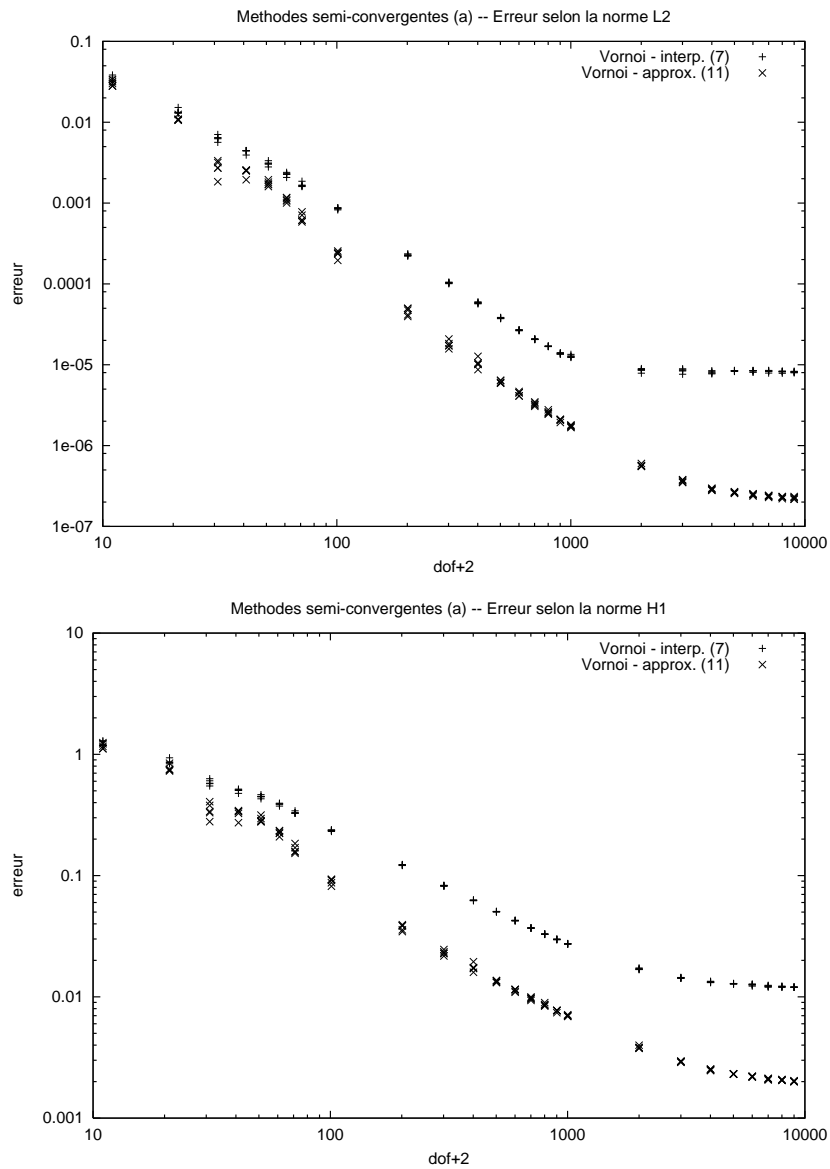 Methodes semi-convergentes (a) -- Erreur selon la norme L2
0.1
0.01
0.001
0.0001
1e-05
1e-06
1e-07
erreur
Vornoi - interp. (7)
Vornoi - approx. (11)
10
100
1000
10000
dof+2
Methodes semi-convergentes (a) -- Erreur selon la norme H1
10
1
0.1
0.01
0.001
erreur
Vornoi - interp. (7)
Vornoi - approx. (11)
10
100
1000
10000
dof+2